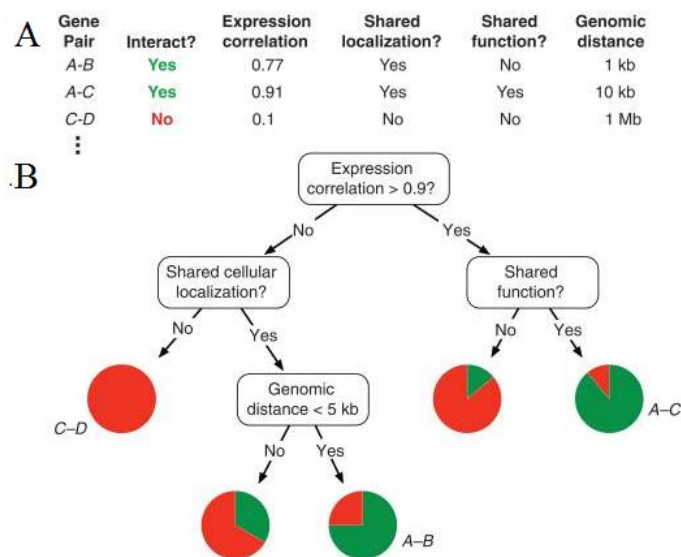 A
Gene Pair Interact? Expression correlation Shared localization? Shared function? Genomic distance
A-B Yes 0.77 Yes No 1 kb
A-C Yes 0.91 Yes Yes 10 kb
C-D No 0.1 No No 1 Mb
.B
Expression
correlation > 0.9?
No Yes
Shared cellular
localization?
Shared
function?
No Yes No Yes
Genomic
distance < 5 kb
C–D
A–C
No Yes
A–B